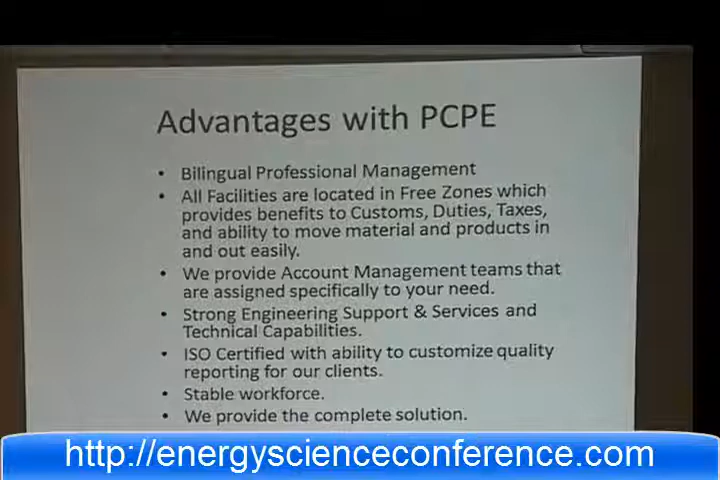 Advantages with PCPE
• Bilingual Professional Management
• All Facilities are located in Free Zones which
provides benefits to Customs, Duties, Taxes,
and ability to move material and products in
and out easily.
• We provide Account Management teams that
are assigned specifically to your need.
• Strong Engineering Support & Services and
Technical Capabilities.
• ISO Certified with ability to customize quality
reporting for our clients.
• Stable workforce.
• We provide the complete solution.
http://energyscienceconference.com